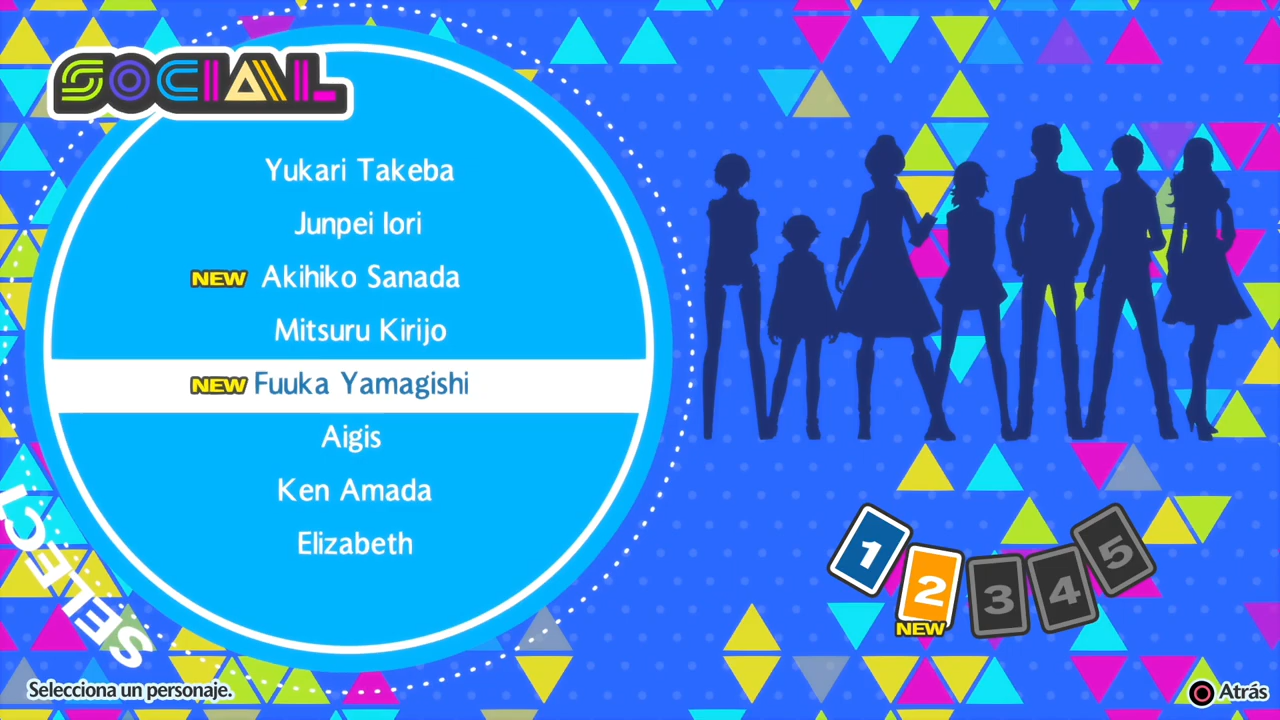 SOCIAL
Yukari Takeba
Junpei Iori
NEW Akihiko Sanada
Mitsuru Kirijo
NEW Fuuka Yamagishi
Aigis
Ken Amada
Elizabeth
1 2 3 4 5
NEW
SELECT
Selecciona un personaje.
Atrás